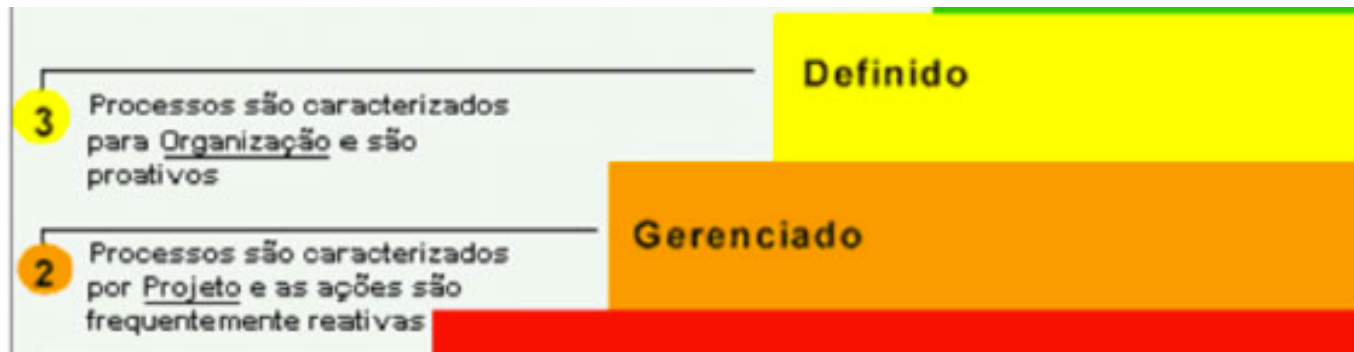 Definido
3
Processos são caracterizados
para Organização e são
proativos
Gerenciado
2
Processos são caracterizados
por Projeto e as ações são
frequentemente reativas